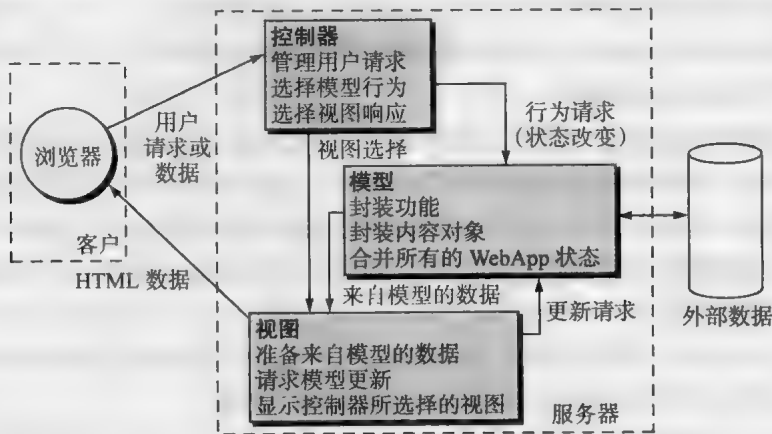 控制器
管理用户请求
选择模型行为
选择视图响应
用户
请求或
数据
浏览器
客户
行为请求
（状态改变）
视图选择
模型
封装功能
封装内容对象
合并所有的 WebApp 状态
HTML 数据
来自模型的数据
更新请求
外部数据
视图
准备来自模型的数据
请求模型更新
显示控制器所选择的视图
服务器